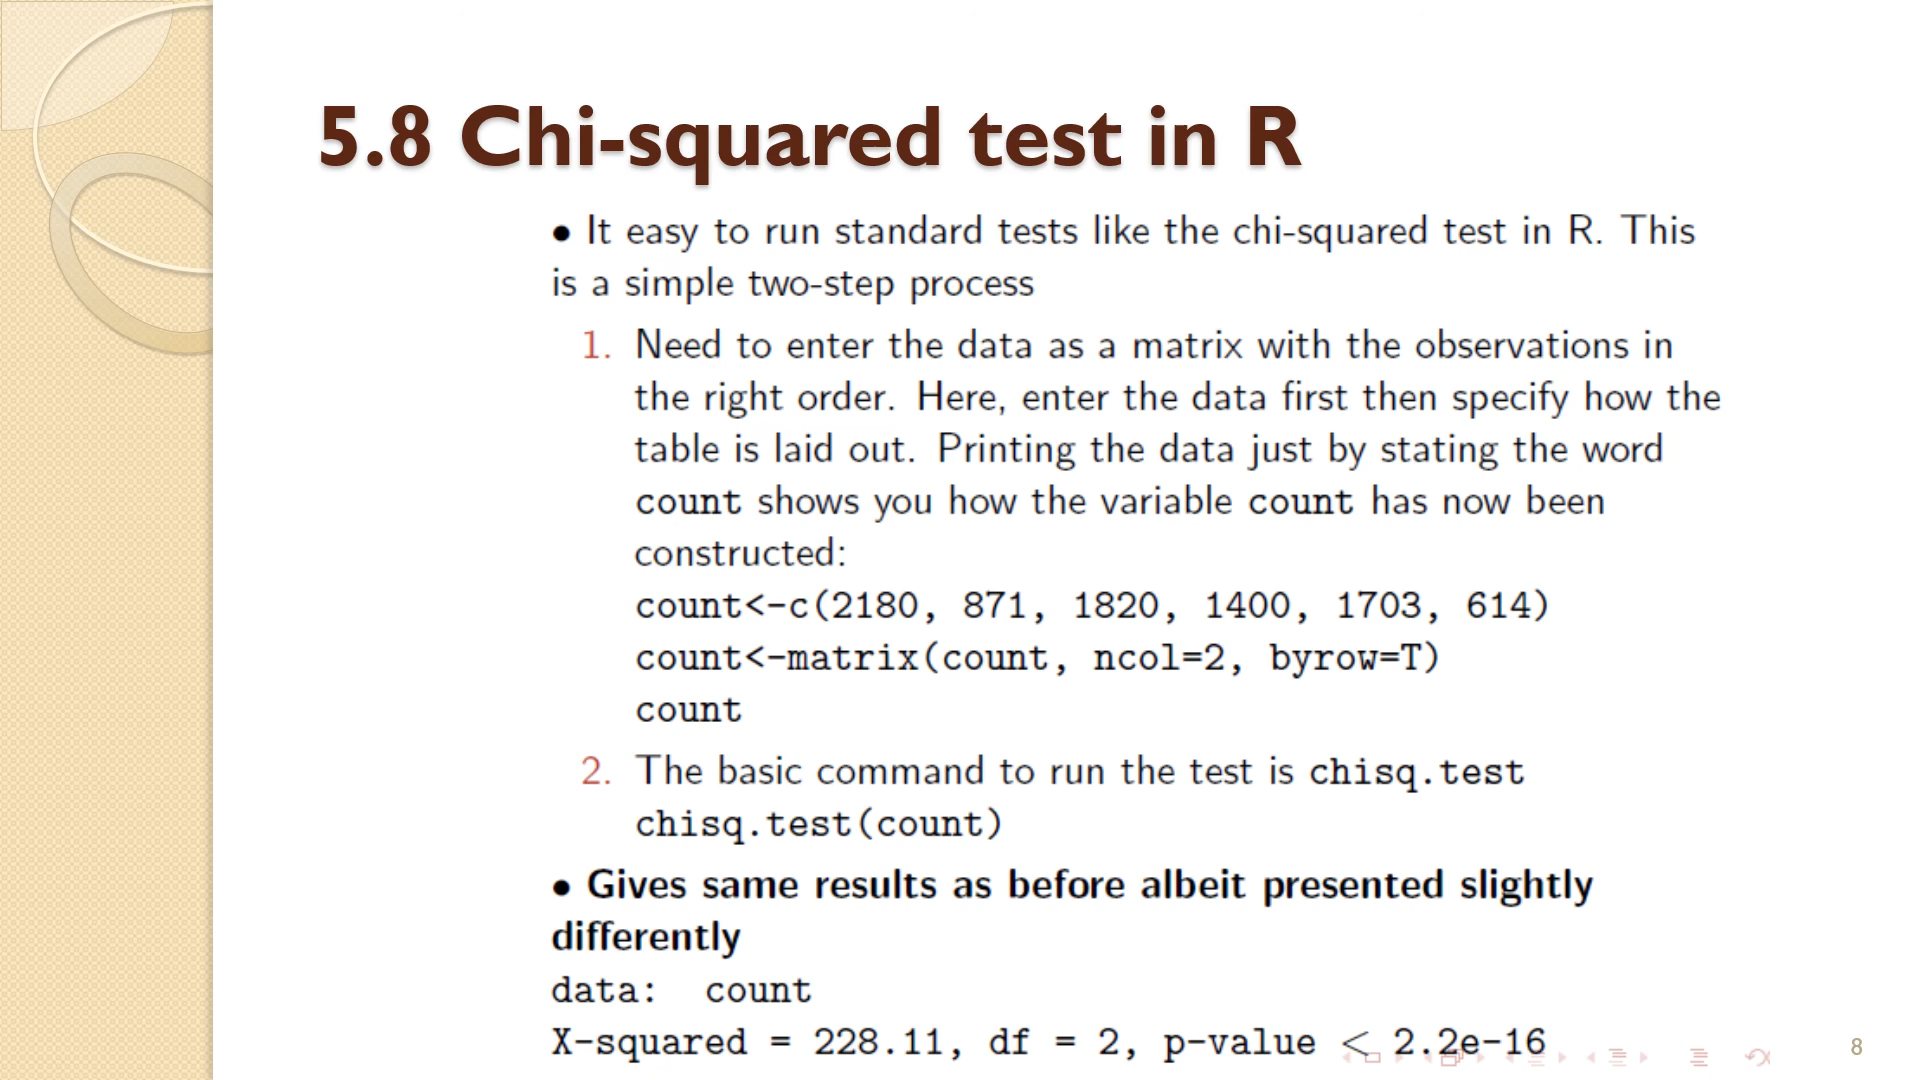 5.8 Chi-squared test in R
• It easy to run standard tests like the chi-squared test in R. This
is a simple two-step process
1. Need to enter the data as a matrix with the observations in
the right order. Here, enter the data first then specify how the
table is laid out. Printing the data just by stating the word
count shows you how the variable count has now been
constructed:
count<-c(2180, 871, 1820, 1400, 1703, 614)
count<-matrix(count, ncol=2, byrow=T)
count
2. The basic command to run the test is chisq.test
chisq.test(count)
• Gives same results as before albeit presented slightly
differently
data: count
X-squared = 228.11, df = 2, p-value < 2.2e-16
8